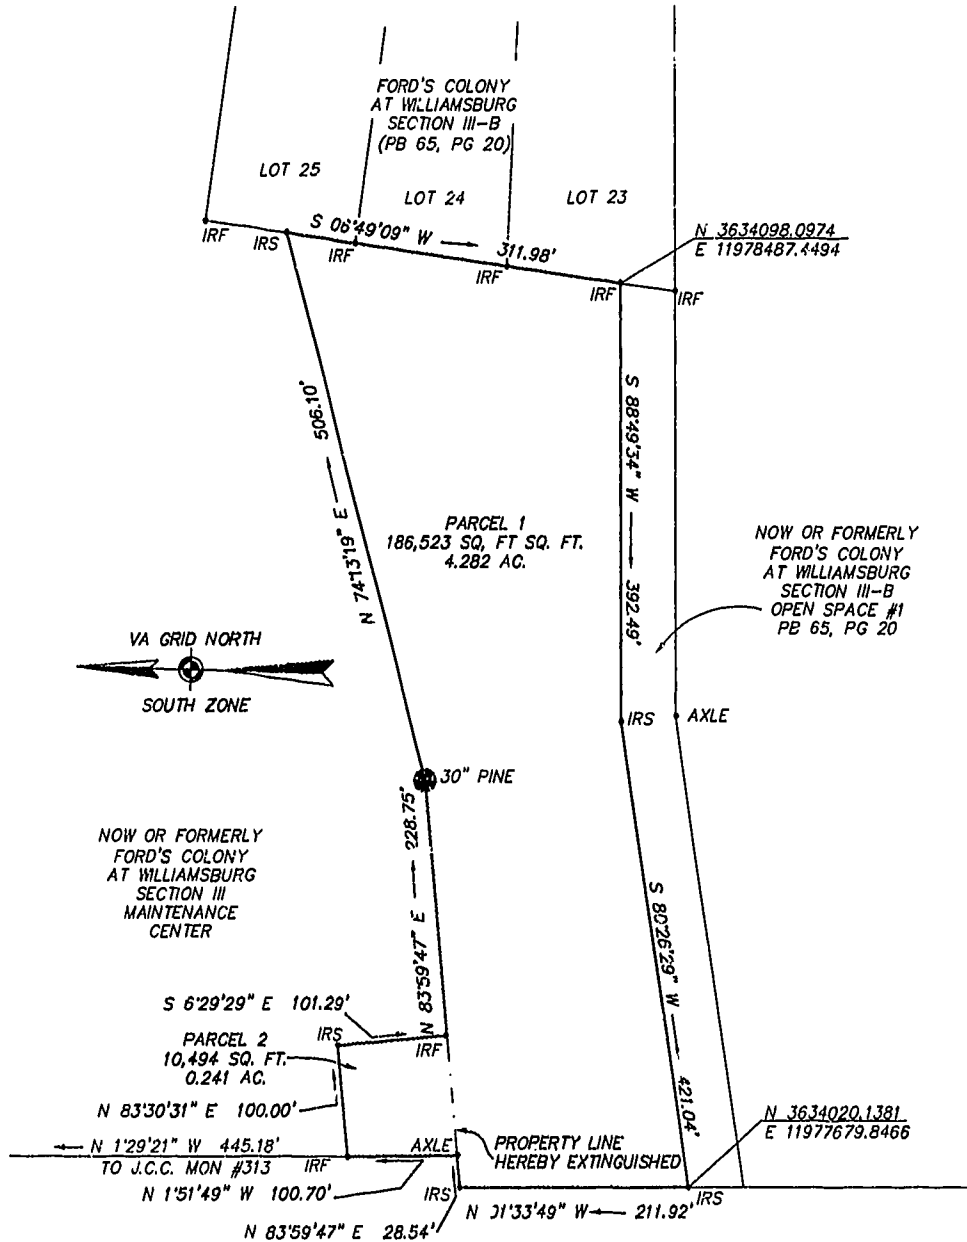 FORD'S COLONY
AT WILLIAMSBURG
SECTION III-B
(PB 65, PG 20)
LOT 25
LOT 24
LOT 23
S 06°49'09" W
311.98'
IRF
IRS
IRF
IRF
IRF
IRF
N 3634098.0974
E 11978487.4494
506.10'
N 74°13'19" E
S 88°49'34" W
392.49'
PARCEL 1
186,523 SQ, FT SQ. FT.
4.282 AC.
NOW OR FORMERLY
FORD'S COLONY
AT WILLIAMSBURG
SECTION III-B
OPEN SPACE #1
PB 65, PG 20
VA GRID NORTH
SOUTH ZONE
IRS
AXLE
30" PINE
228.75'
N 83°59'47" E
NOW OR FORMERLY
FORD'S COLONY
AT WILLIAMSBURG
SECTION III
MAINTENANCE
CENTER
S 80°26'29" W
421.04'
S 6°29'29" E 101.29'
IRS
IRF
PARCEL 2
10,494 SQ. FT.
0.241 AC.
N 83°30'31" E 100.00'
N 1°29'21" W 445.18'
TO J.C.C. MON #313
IRF
AXLE
PROPERTY LINE
HEREBY EXTINGUISHED
N 3634020.1381
E 11977679.8466
N 1°51'49" W 100.70'
IRS
IRS
N 01°33'49" W 211.92'
N 83°59'47" E 28.54'